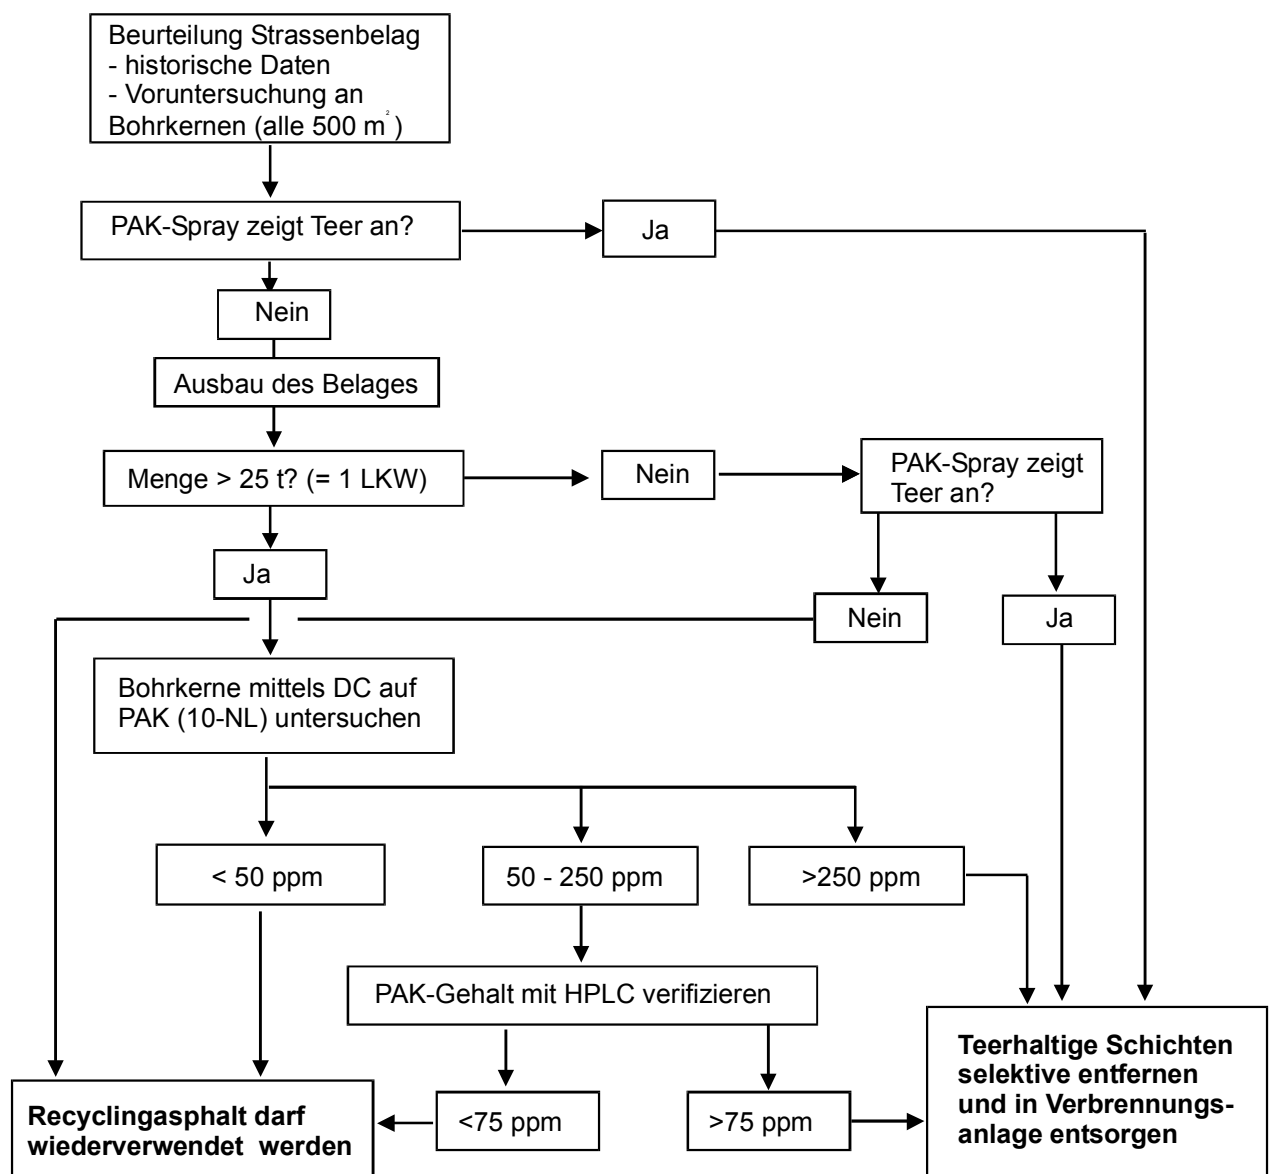 Beurteilung Strassenbelag
- historische Daten
- Voruntersuchung an
Bohrkernen (alle 500 m²)
PAK-Spray zeigt Teer an?
Ja
Nein
Ausbau des Belages
Menge > 25 t? (= 1 LKW)
Nein
PAK-Spray zeigt
Teer an?
Ja
Nein
Ja
Bohrkerne mittels DC auf
PAK (10-NL) untersuchen
< 50 ppm
50 - 250 ppm
>250 ppm
PAK-Gehalt mit HPLC verifizieren
<75 ppm
>75 ppm
Recyclingasphalt darf
wiederverwendet werden
Teerhaltige Schichten
selektive entfernen
und in Verbrennungs-
anlage entsorgen